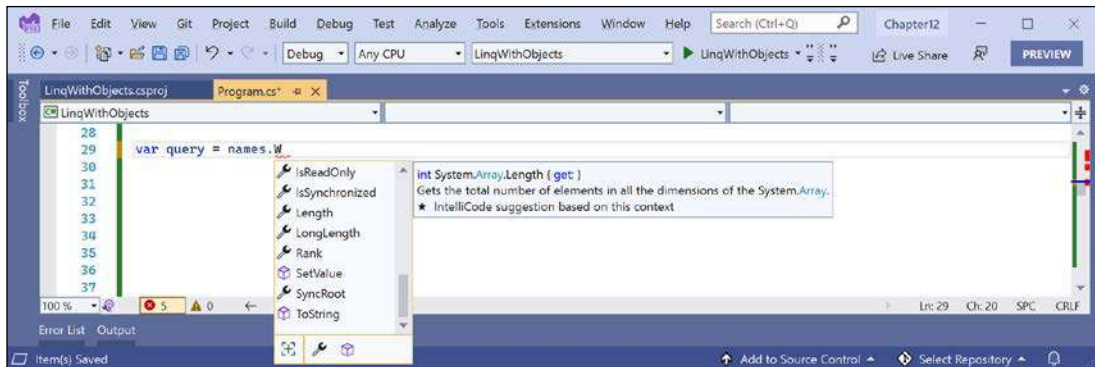 File Edit View Git Project Build Debug Test Analyze Tools Extensions Window Help Search (Ctrl+Q) Chapter12
Debug Any CPU LinqWithObjects LinqWithObjects Live Share PREVIEW
Toolbox
LinqWithObjects.csproj Program.cs*
LinqWithObjects
28
29 var query = names.W
30 IsReadOnly int System.Array.Length { get; }
31 IsSynchronized Gets the total number of elements in all the dimensions of the System.Array.
32 Length ★ IntelliCode suggestion based on this context
33 LongLength
34 Rank
35 SetValue
36 SyncRoot
37 ToString
100 % 5 0 Ln: 29 Ch: 20 SPC CRLF
Error List Output
Item(s) Saved Add to Source Control Select Repository